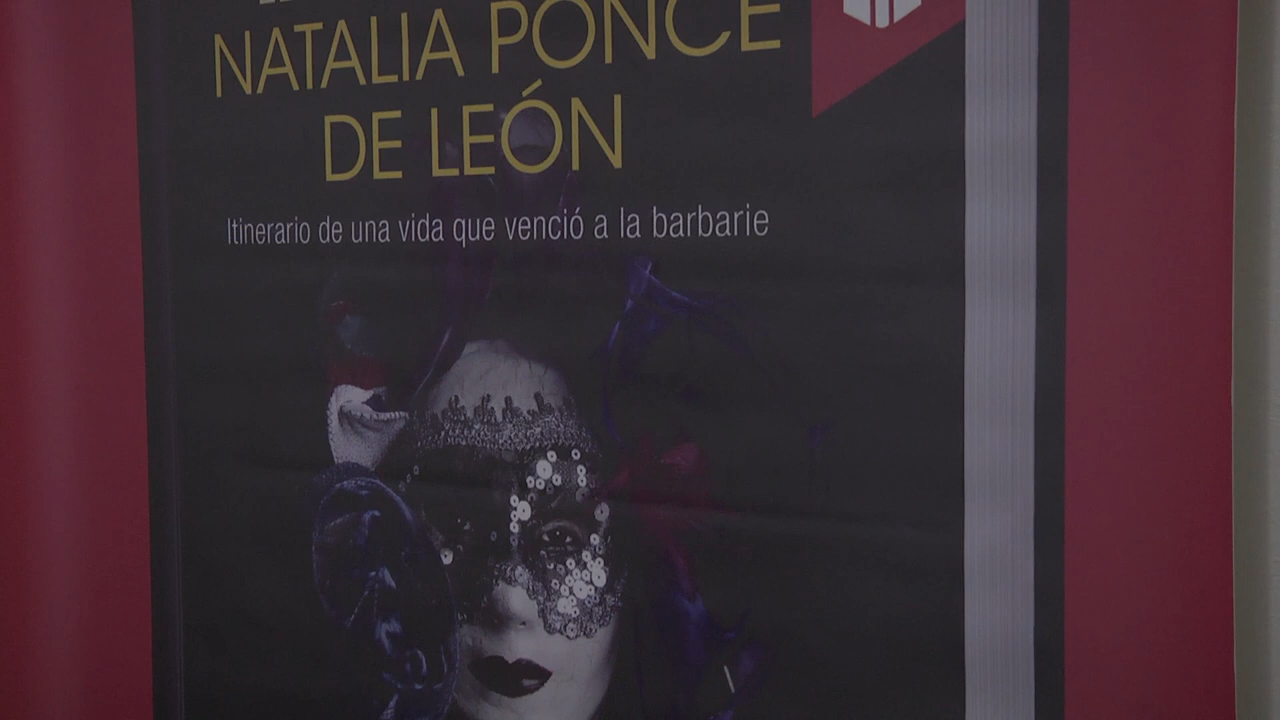 NATALIA PONCE
DE LEÓN
Itinerario de una vida que venció a la barbarie